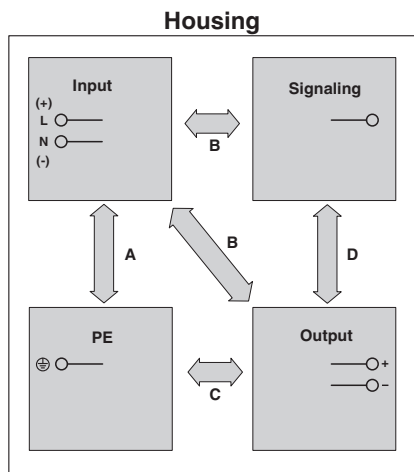 Housing
Input
(+)
L
N
(-)
Signaling
B
A
B
D
PE
Output
+
−
C